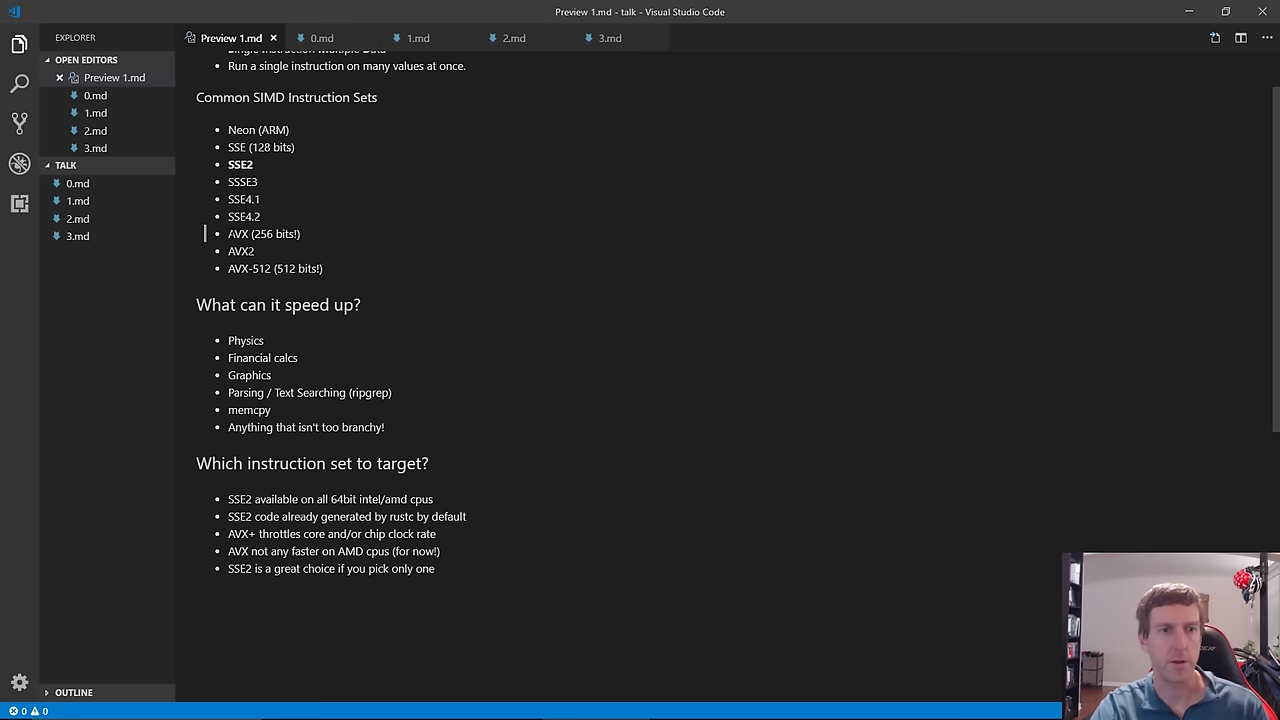 Preview 1.md - talk - Visual Studio Code
EXPLORER
Preview 1.md
0.md
1.md
2.md
3.md
OPEN EDITORS
Preview 1.md
0.md
1.md
2.md
3.md
TALK
0.md
1.md
2.md
3.md
OUTLINE
Single Instruction Multiple Data
Run a single instruction on many values at once.
Common SIMD Instruction Sets
Neon (ARM)
SSE (128 bits)
SSE2
SSSE3
SSE4.1
SSE4.2
AVX (256 bits!)
AVX2
AVX-512 (512 bits!)
What can it speed up?
Physics
Financial calcs
Graphics
Parsing / Text Searching (ripgrep)
memcpy
Anything that isn't too branchy!
Which instruction set to target?
SSE2 available on all 64bit intel/amd cpus
SSE2 code already generated by rustc by default
AVX+ throttles core and/or chip clock rate
AVX not any faster on AMD cpus (for now!)
SSE2 is a great choice if you pick only one
0 0